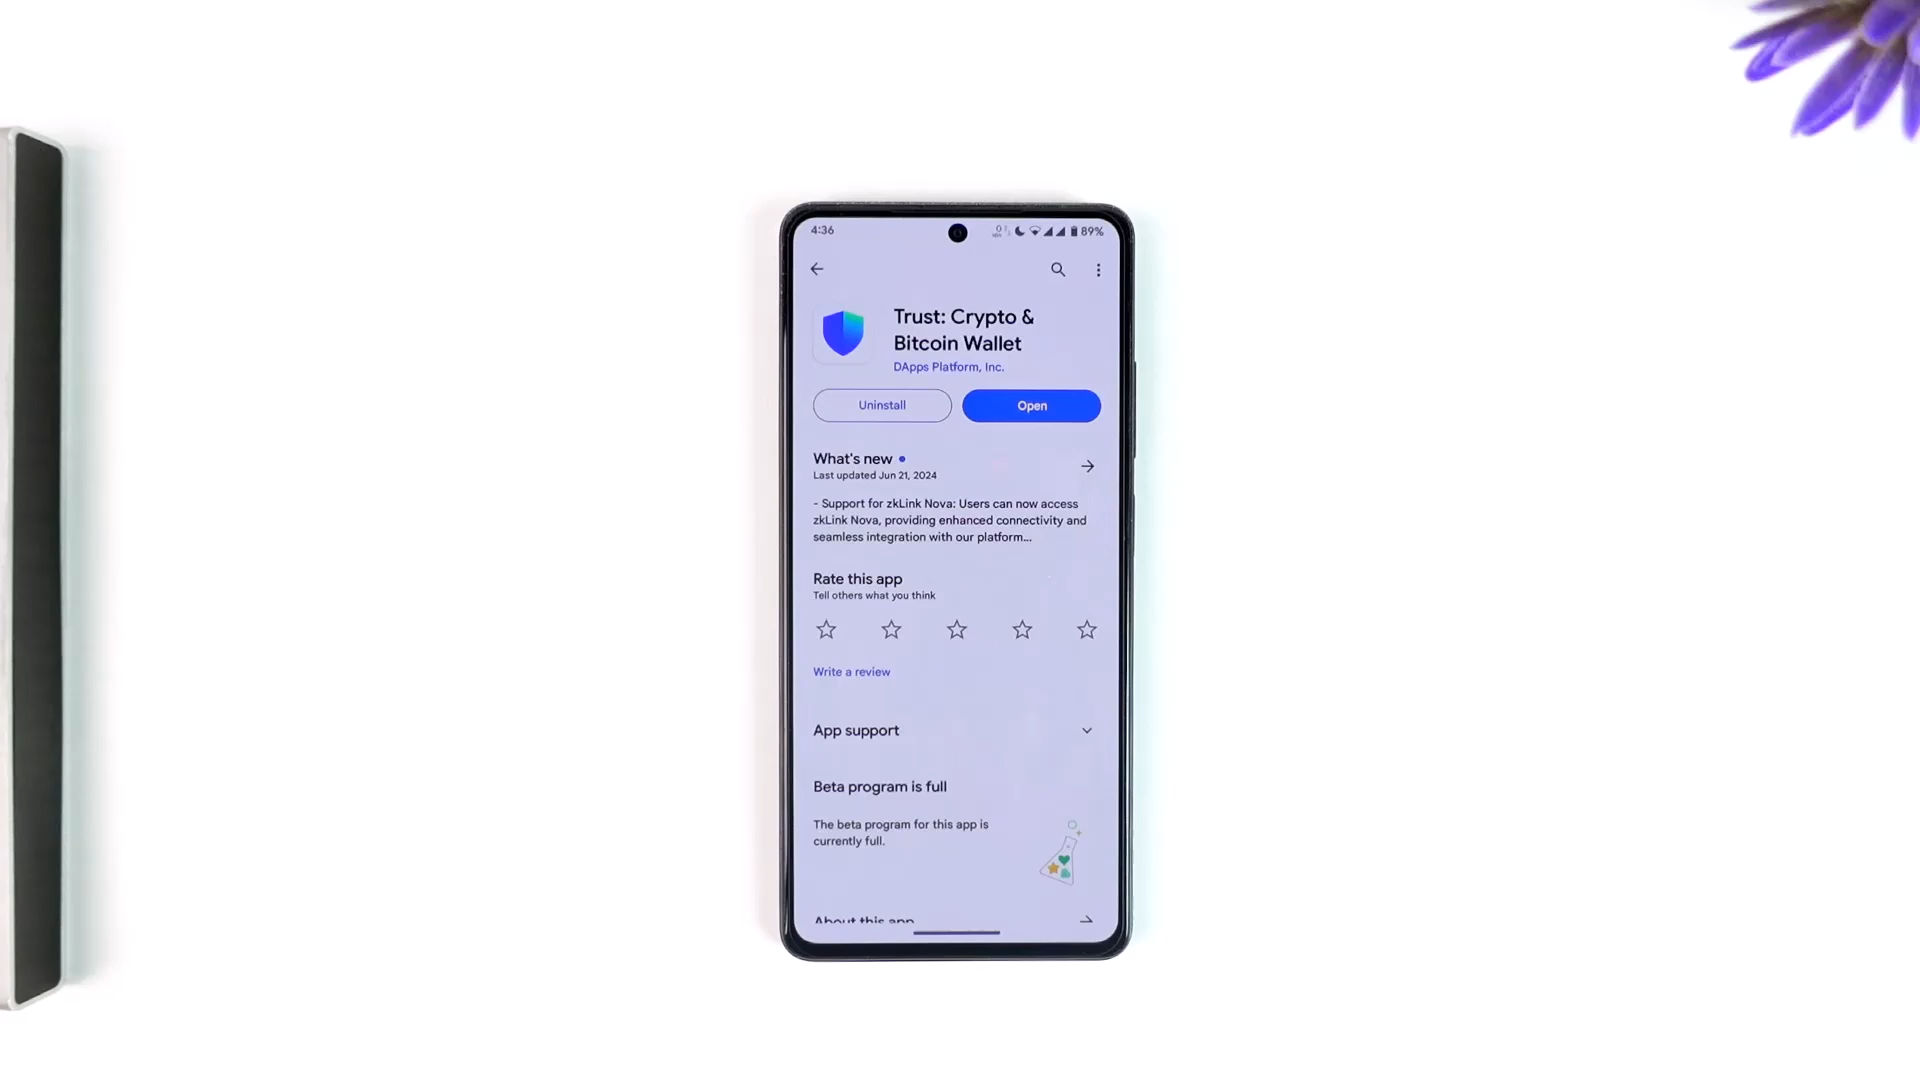 4:36
89%
Trust: Crypto &
Bitcoin Wallet
DApps Platform, Inc.
Uninstall
Open
What's new
Last updated Jun 21, 2024
- Support for zkLink Nova: Users can now access
zkLink Nova, providing enhanced connectivity and
seamless integration with our platform...
Rate this app
Tell others what you think
Write a review
App support
Beta program is full
The beta program for this app is
currently full.
About this app